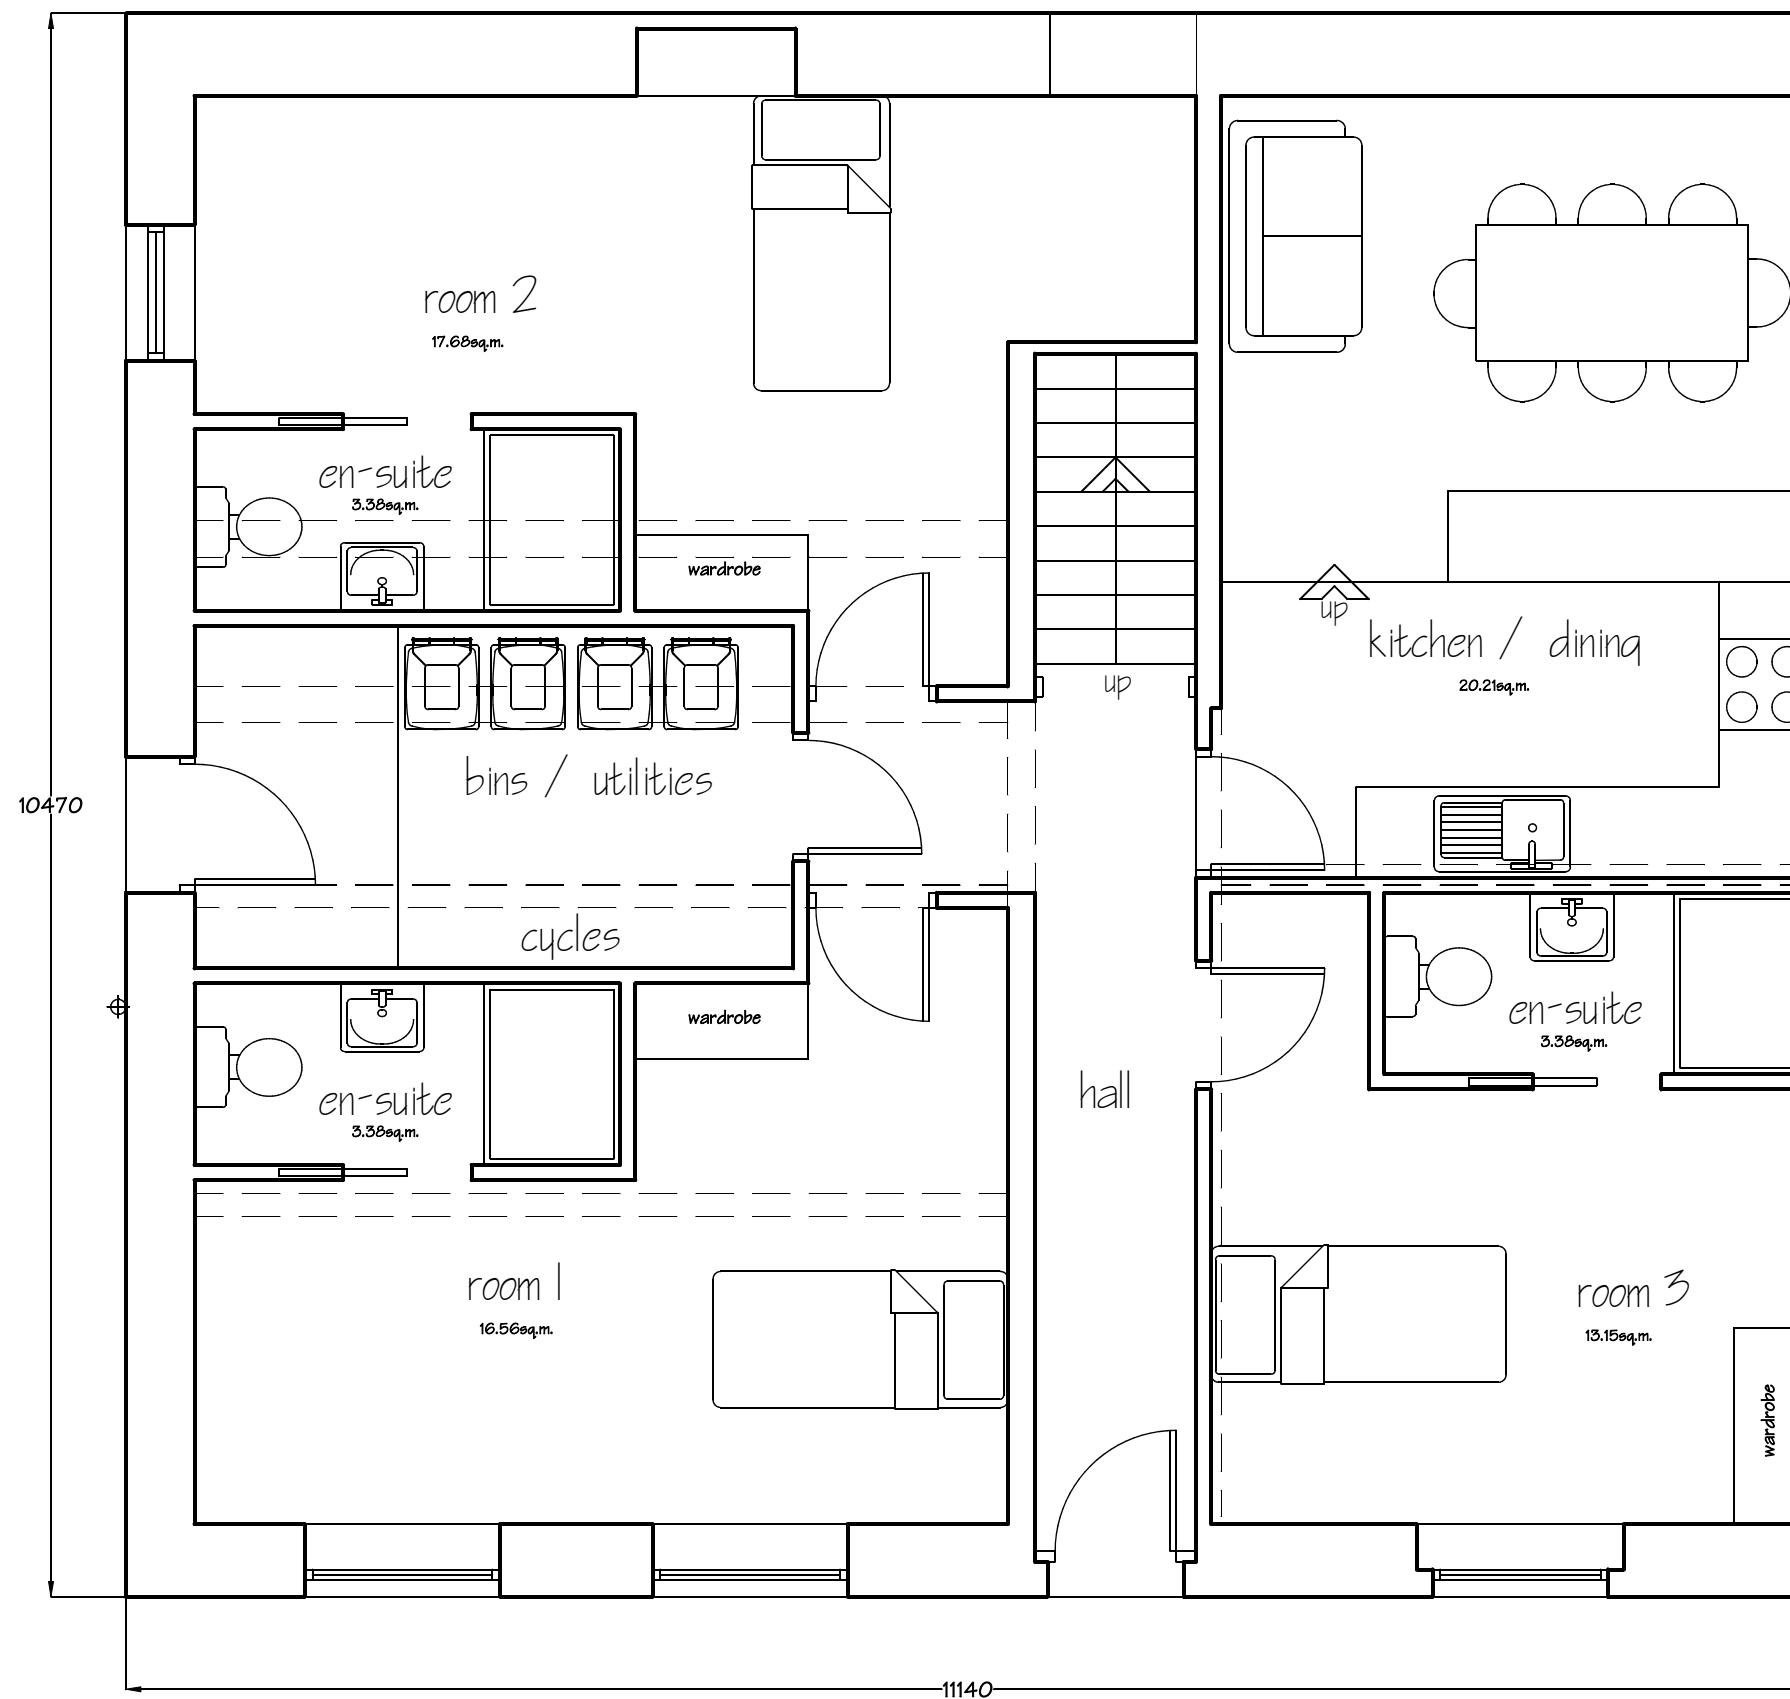 room 2
17.68sq.m.
en-suite
3.38sq.m.
wardrobe
up
up
kitchen / dining
20.21sq.m.
bins / utilities
10470
cycles
wardrobe
en-suite
3.38sq.m.
en-suite
3.38sq.m.
hall
room 1
16.56sq.m.
room 3
13.15sq.m.
wardrobe
11140